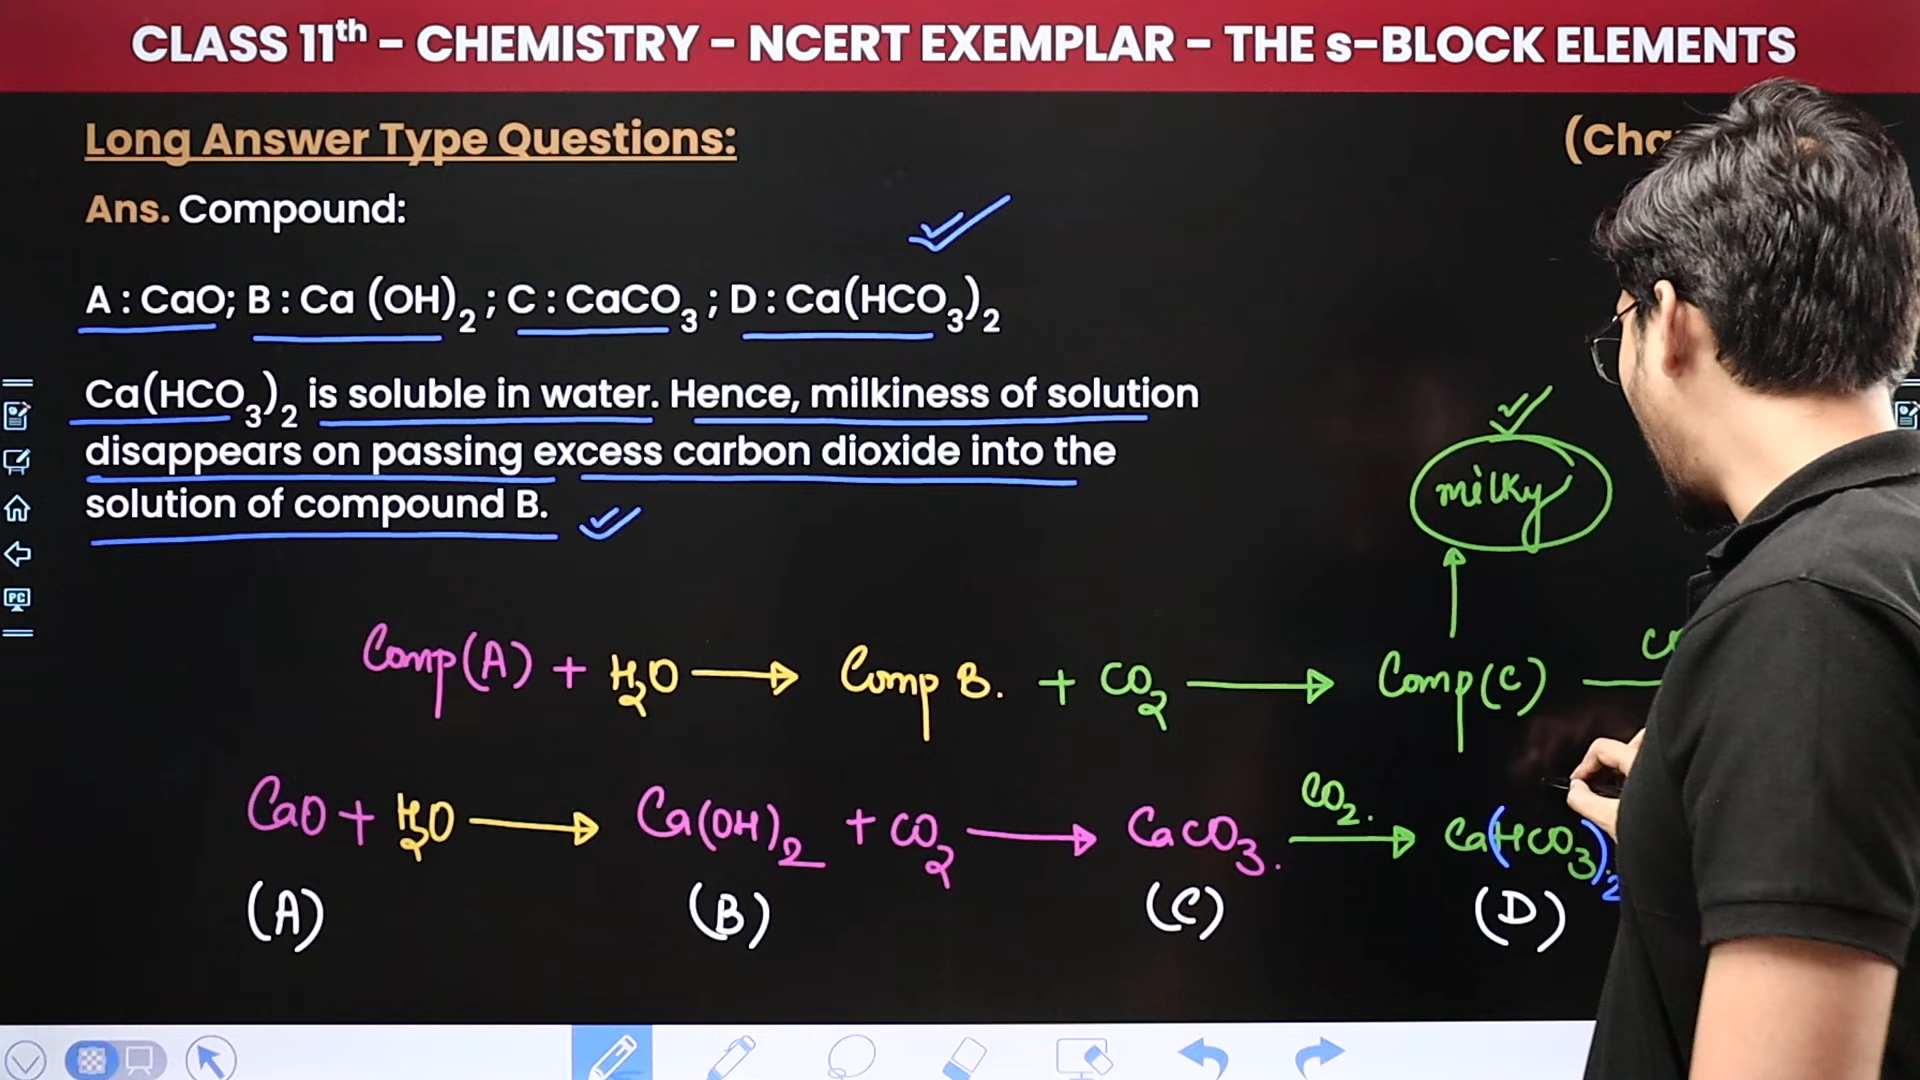 CLASS 11th - CHEMISTRY - NCERT EXEMPLAR - THE s-BLOCK ELEMENTS
Long Answer Type Questions:
Ans. Compound:
A : CaO; B : Ca (OH)2 ; C : CaCO3 ; D : Ca(HCO3)2
Ca(HCO3)2 is soluble in water. Hence, milkiness of solution
disappears on passing excess carbon dioxide into the
solution of compound B.
milky
Comp(A) + H2O → Comp B. + CO2 → Comp(C)
CaO + H2O → Ca(OH)2 + CO2 → CaCO3. CO2. → Ca(HCO3)2
(A) (B) (C) (D)
PC